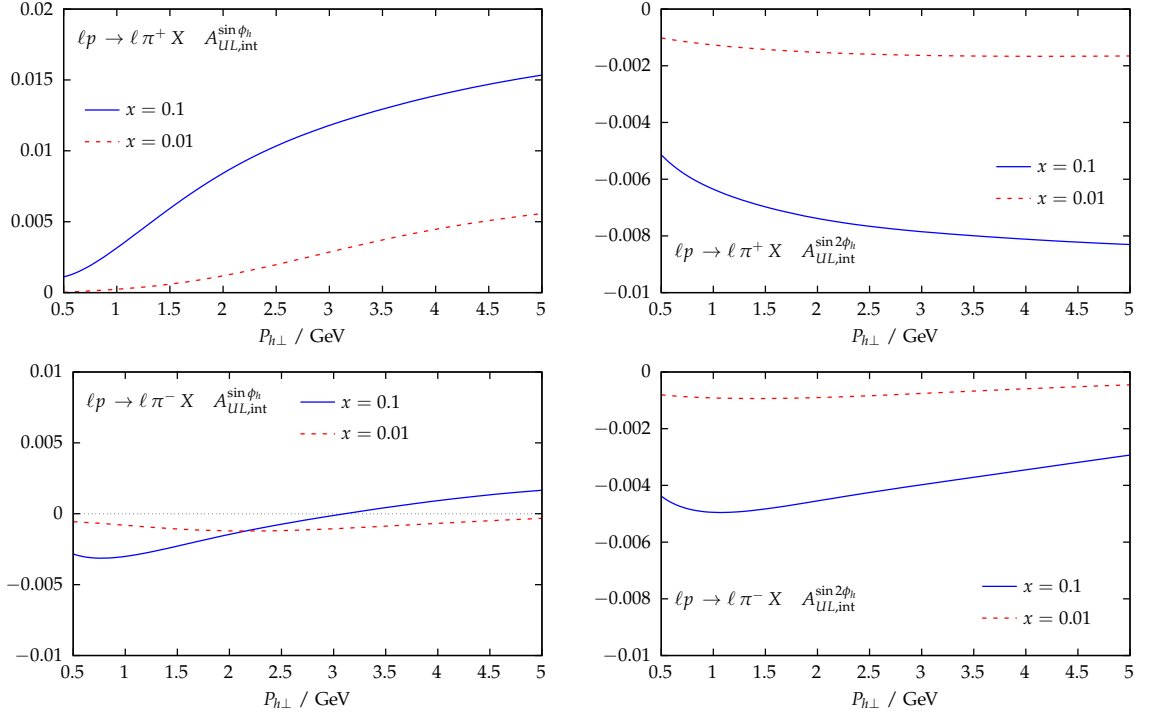 0.02
ℓp → ℓ π⁺ X A_{UL,int}^{sin ϕ_h}
0.015
x = 0.1
x = 0.01
0.01
0.005
0
0.5 1 1.5 2 2.5 3 3.5 4 4.5 5
P_{h⊥} / GeV
0
−0.002
−0.004
x = 0.1
−0.006
x = 0.01
−0.008
ℓp → ℓ π⁺ X A_{UL,int}^{sin 2ϕ_h}
−0.01
0.5 1 1.5 2 2.5 3 3.5 4 4.5 5
P_{h⊥} / GeV
0.01
ℓp → ℓ π⁻ X A_{UL,int}^{sin ϕ_h}
x = 0.1
x = 0.01
0.005
0
−0.005
−0.01
0.5 1 1.5 2 2.5 3 3.5 4 4.5 5
P_{h⊥} / GeV
0
−0.002
−0.004
−0.006
x = 0.1
ℓp → ℓ π⁻ X A_{UL,int}^{sin 2ϕ_h}
−0.008
x = 0.01
−0.01
0.5 1 1.5 2 2.5 3 3.5 4 4.5 5
P_{h⊥} / GeV